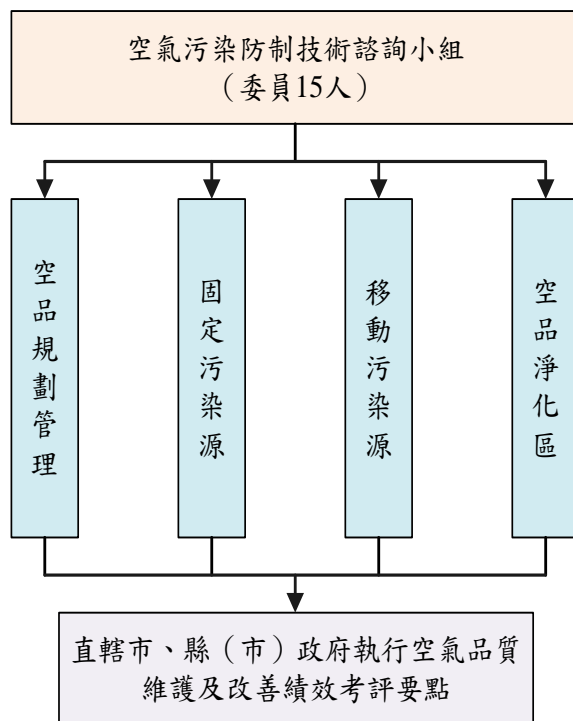 空氣污染防制技術諮詢小組
（委員15人）
空品規劃管理
固定污染源
移動污染源
空品淨化區
直轄市、縣（市）政府執行空氣品質
維護及改善績效考評要點